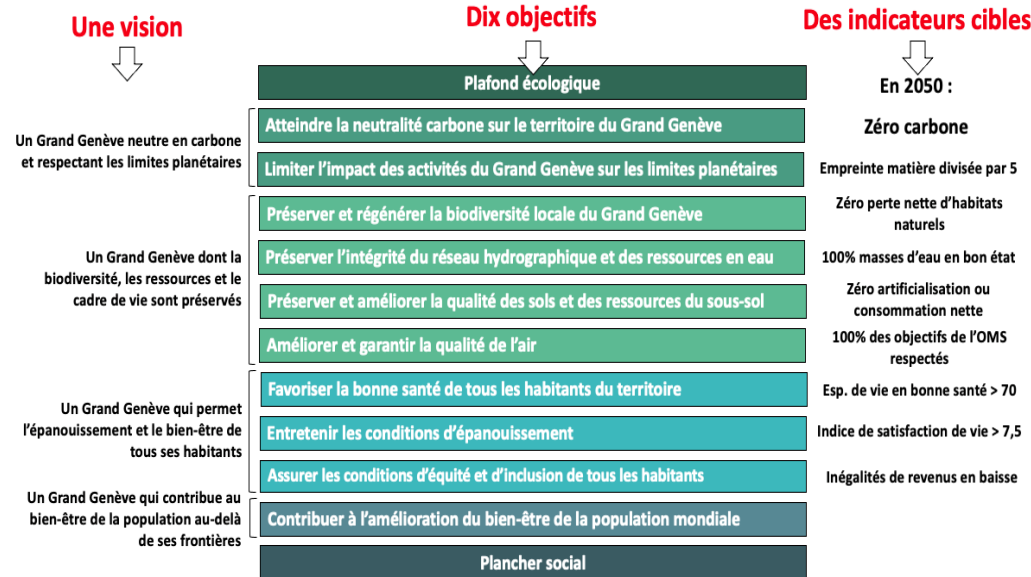 Une vision
Dix objectifs
Des indicateurs cibles
Plafond écologique
En 2050 :
Un Grand Genève neutre en carbone
et respectant les limites planétaires
Atteindre la neutralité carbone sur le territoire du Grand Genève
Zéro carbone
Limiter l'impact des activités du Grand Genève sur les limites planétaires
Empreinte matière divisée par 5
Un Grand Genève dont la
biodiversité, les ressources et le
cadre de vie sont préservés
Préserver et régénérer la biodiversité locale du Grand Genève
Zéro perte nette d'habitats
naturels
Préserver l'intégrité du réseau hydrographique et des ressources en eau
100% masses d'eau en bon état
Préserver et améliorer la qualité des sols et des ressources du sous-sol
Zéro artificialisation ou
consommation nette
Améliorer et garantir la qualité de l'air
100% des objectifs de l'OMS
respectés
Un Grand Genève qui permet
l'épanouissement et le bien-être de
tous ses habitants
Favoriser la bonne santé de tous les habitants du territoire
Esp. de vie en bonne santé > 70
Entretenir les conditions d'épanouissement
Indice de satisfaction de vie > 7,5
Assurer les conditions d'équité et d'inclusion de tous les habitants
Inégalités de revenus en baisse
Un Grand Genève qui contribue au
bien-être de la population au-delà
de ses frontières
Contribuer à l'amélioration du bien-être de la population mondiale
Plancher social